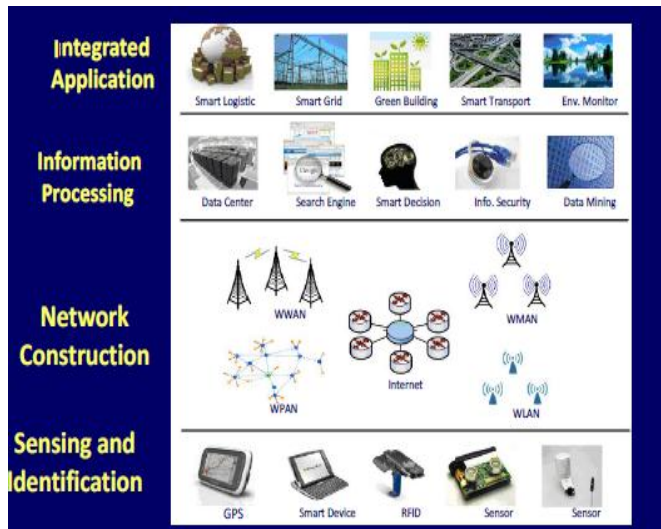 Integrated
Application
Smart Logistic Smart Grid Green Building Smart Transport Env. Monitor
Information
Processing
Google
Data Center Search Engine Smart Decision Info. Security Data Mining
WWAN
WMAN
Network
Construction
Internet
WPAN
WLAN
Sensing and
Identification
GPS Smart Device RFID Sensor Sensor